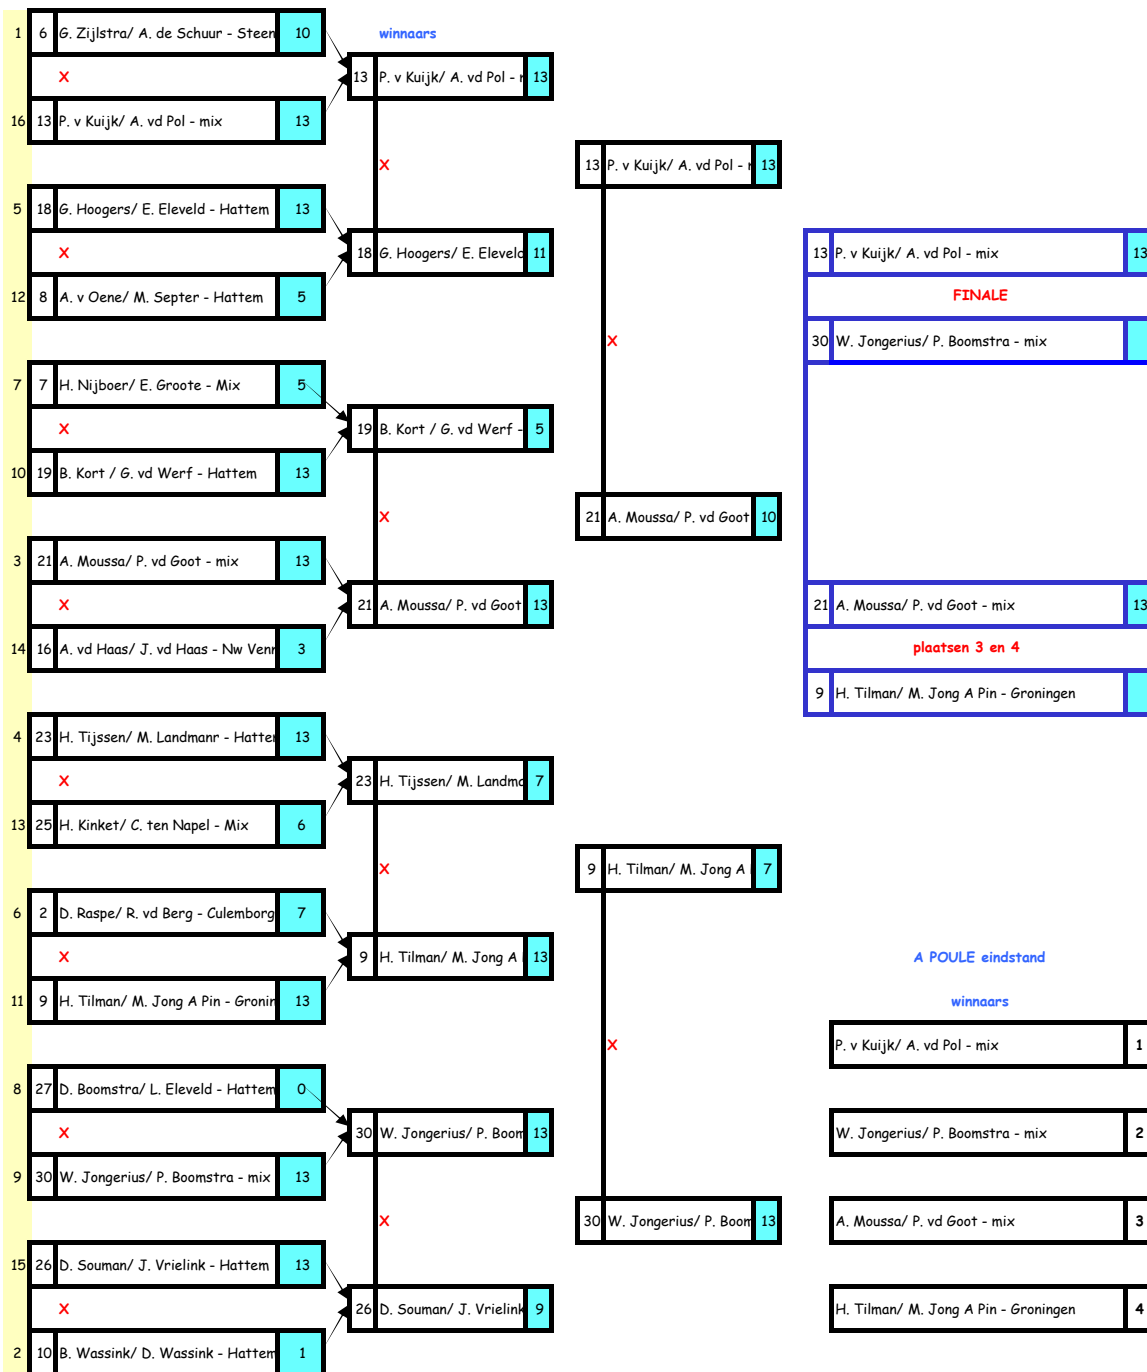 1 6 G. Zijlstra/ A. de Schuur - Steen 10
winnaars
X
13 P. v Kuijk/ A. vd Pol - 13
16 13 P. v Kuijk/ A. vd Pol - mix 13
X
13 P. v Kuijk/ A. vd Pol - 13
5 18 G. Hoogers/ E. Eleveld - Hattem 13
X
18 G. Hoogers/ E. Eleveld 11
13 P. v Kuijk/ A. vd Pol - mix 13
12 8 A. v Oene/ M. Septer - Hattem 5
FINALE
X
30 W. Jongerius/ P. Boomstra - mix
7 7 H. Nijboer/ E. Groote - Mix 5
X
19 B. Kort / G. vd Werf - 5
10 19 B. Kort / G. vd Werf - Hattem 13
X
21 A. Moussa/ P. vd Goot 10
3 21 A. Moussa/ P. vd Goot - mix 13
X
21 A. Moussa/ P. vd Goot 13
21 A. Moussa/ P. vd Goot - mix 13
14 16 A. vd Haas/ J. vd Haas - Nw Venn 3
plaatsen 3 en 4
9 H. Tilman/ M. Jong A Pin - Groningen
4 23 H. Tijssen/ M. Landmanr - Hatte 13
X
23 H. Tijssen/ M. Landma 7
13 25 H. Kinket/ C. ten Napel - Mix 6
X
9 H. Tilman/ M. Jong A 7
6 2 D. Raspe/ R. vd Berg - Culemborg 7
X
9 H. Tilman/ M. Jong A 13
A POULE eindstand
11 9 H. Tilman/ M. Jong A Pin - Gronin 13
winnaars
X
P. v Kuijk/ A. vd Pol - mix 1
8 27 D. Boomstra/ L. Eleveld - Hattem 0
X
30 W. Jongerius/ P. Boom 13
W. Jongerius/ P. Boomstra - mix 2
9 30 W. Jongerius/ P. Boomstra - mix 13
X
30 W. Jongerius/ P. Boom 13
A. Moussa/ P. vd Goot - mix 3
15 26 D. Souman/ J. Vrielink - Hattem 13
X
26 D. Souman/ J. Vrielink 9
H. Tilman/ M. Jong A Pin - Groningen 4
2 10 B. Wassink/ D. Wassink - Hattem 1